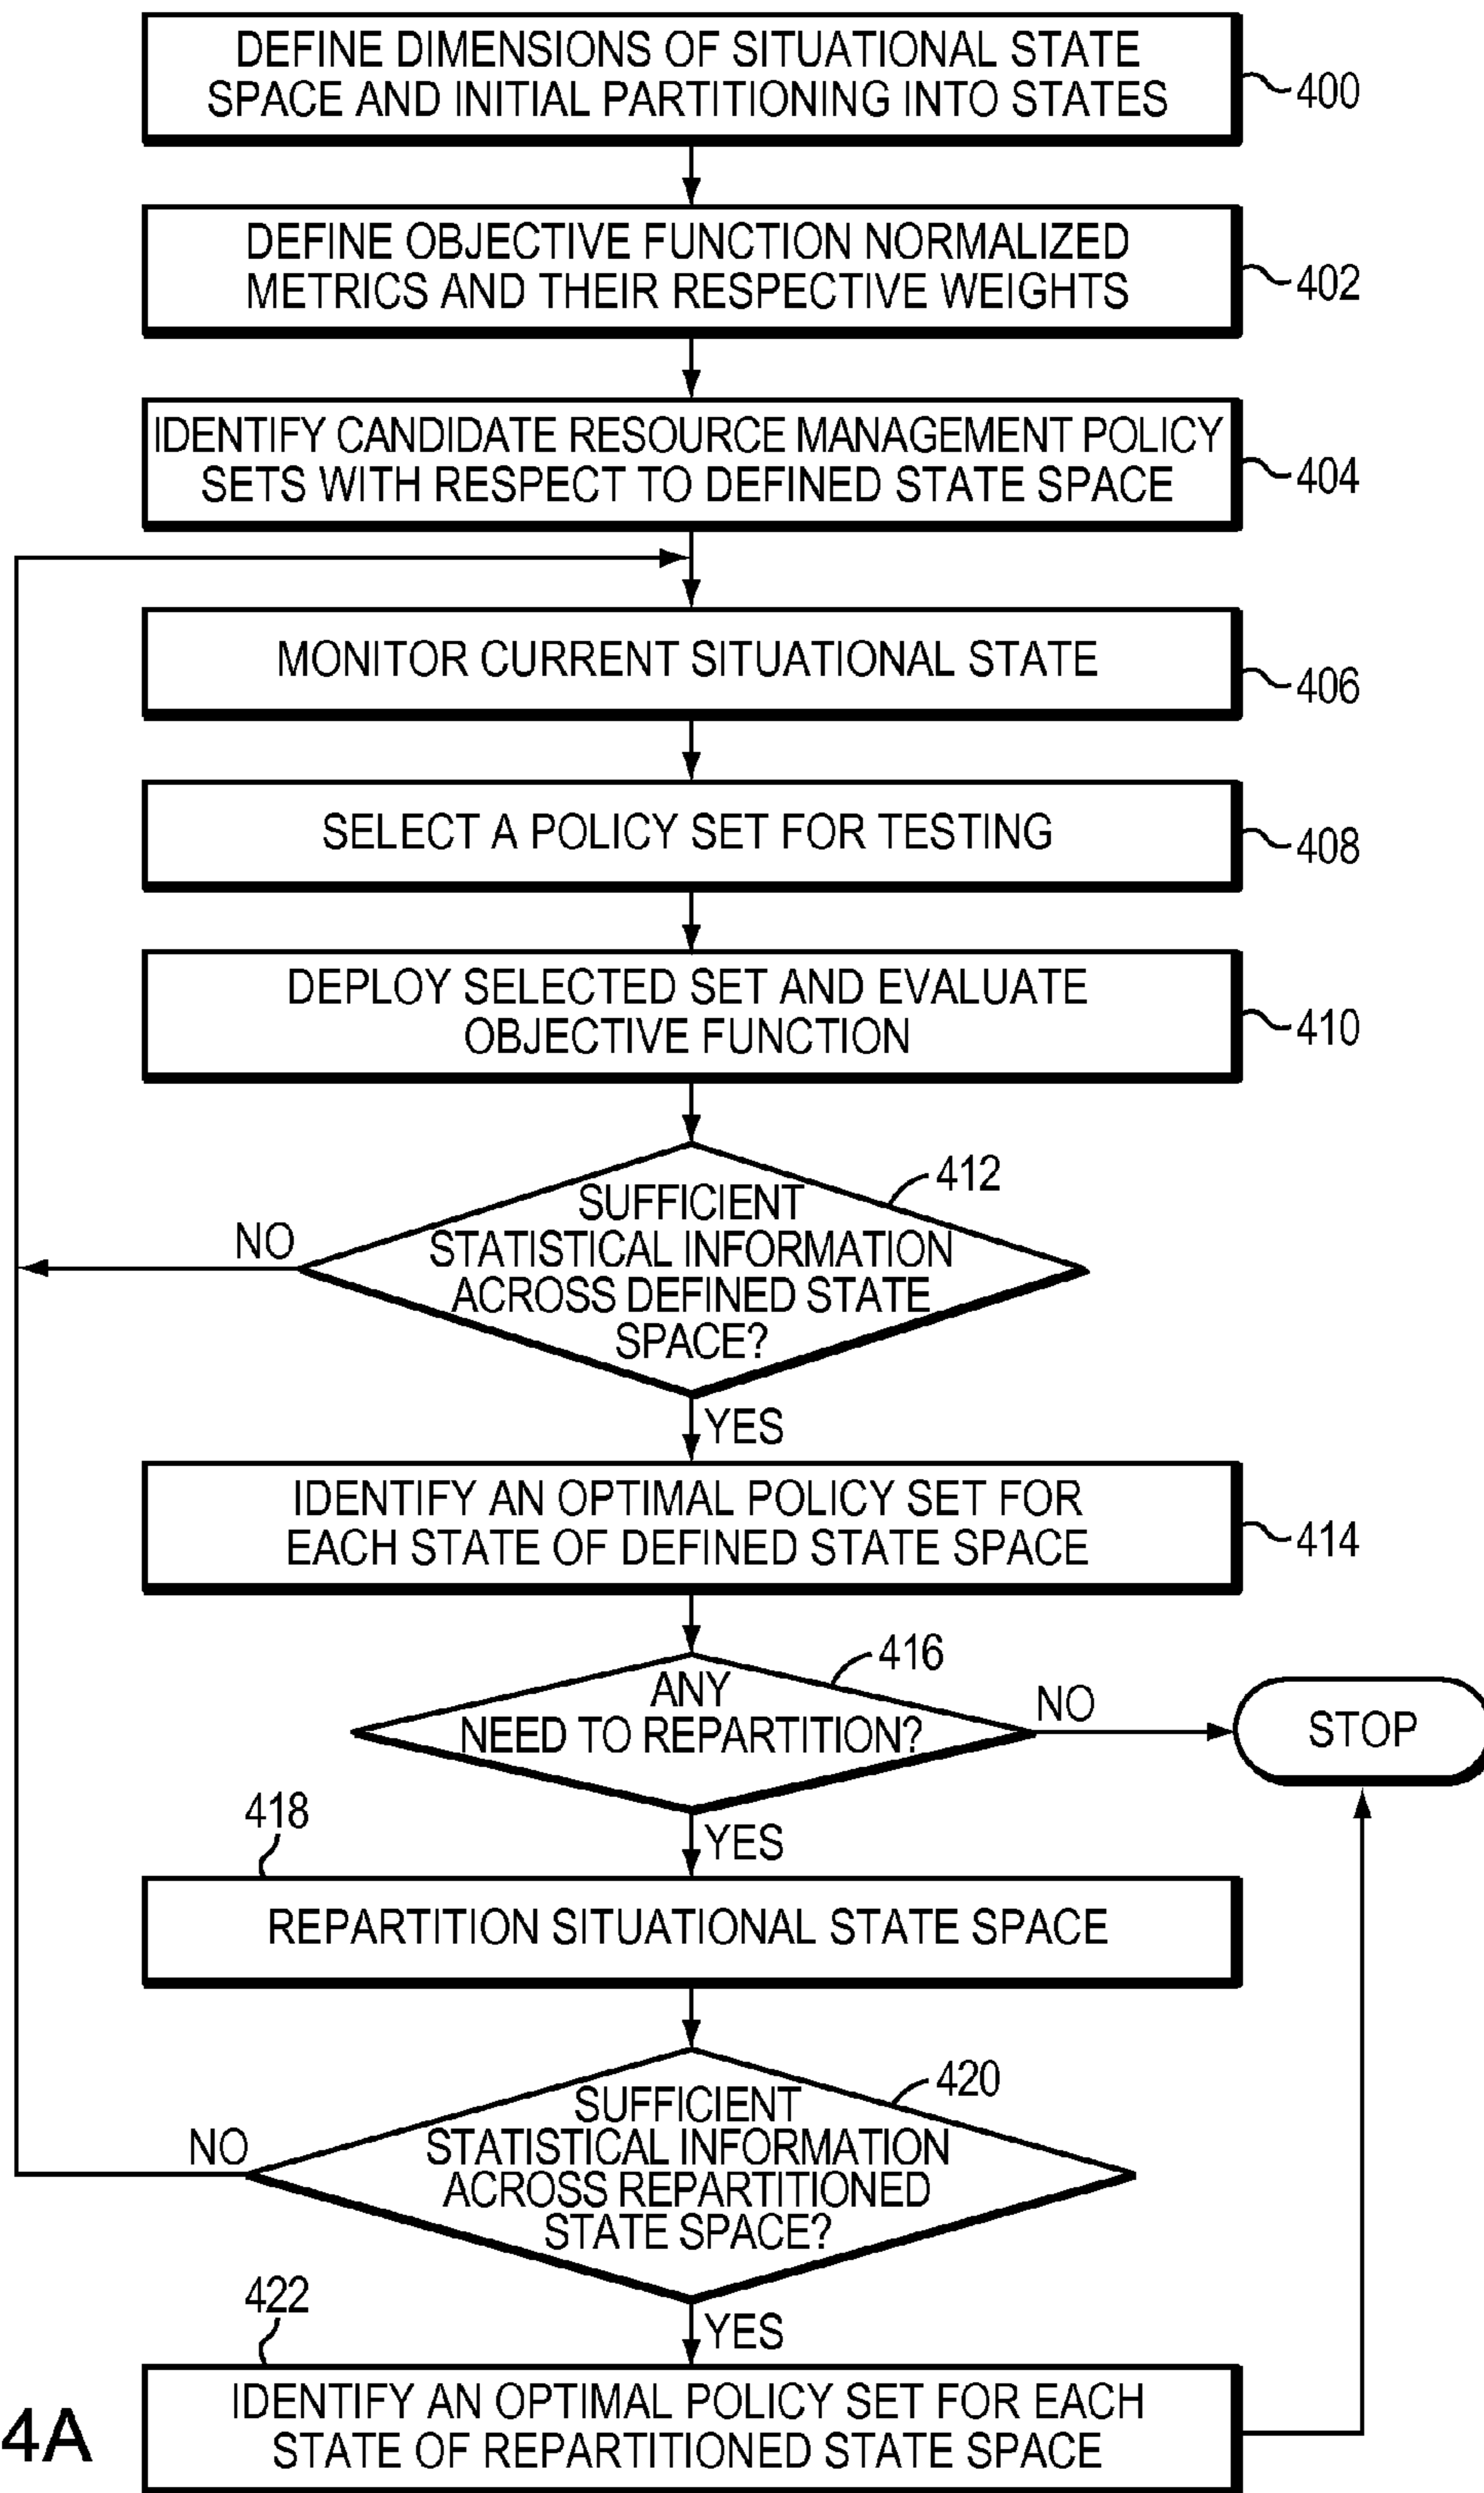 DEFINE DIMENSIONS OF SITUATIONAL STATE
SPACE AND INITIAL PARTITIONING INTO STATES
400
DEFINE OBJECTIVE FUNCTION NORMALIZED
METRICS AND THEIR RESPECTIVE WEIGHTS
402
IDENTIFY CANDIDATE RESOURCE MANAGEMENT POLICY
SETS WITH RESPECT TO DEFINED STATE SPACE
404
MONITOR CURRENT SITUATIONAL STATE
406
SELECT A POLICY SET FOR TESTING
408
DEPLOY SELECTED SET AND EVALUATE
OBJECTIVE FUNCTION
410
412
SUFFICIENT
STATISTICAL INFORMATION
ACROSS DEFINED STATE
SPACE?
NO
YES
IDENTIFY AN OPTIMAL POLICY SET FOR
EACH STATE OF DEFINED STATE SPACE
414
416
ANY
NEED TO REPARTITION?
NO
STOP
YES
418
REPARTITION SITUATIONAL STATE SPACE
420
SUFFICIENT
STATISTICAL INFORMATION
ACROSS REPARTITIONED
STATE SPACE?
NO
YES
422
IDENTIFY AN OPTIMAL POLICY SET FOR EACH
STATE OF REPARTITIONED STATE SPACE
4A